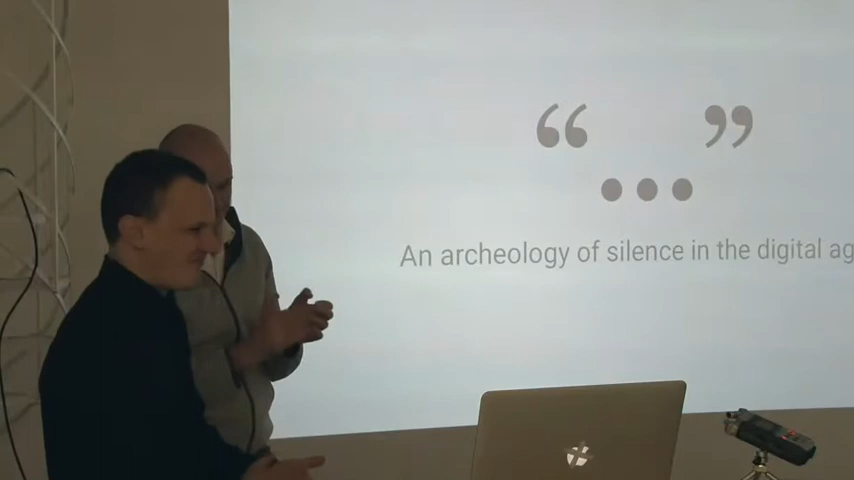 “ ”
...
An archeology of silence in the digital ag